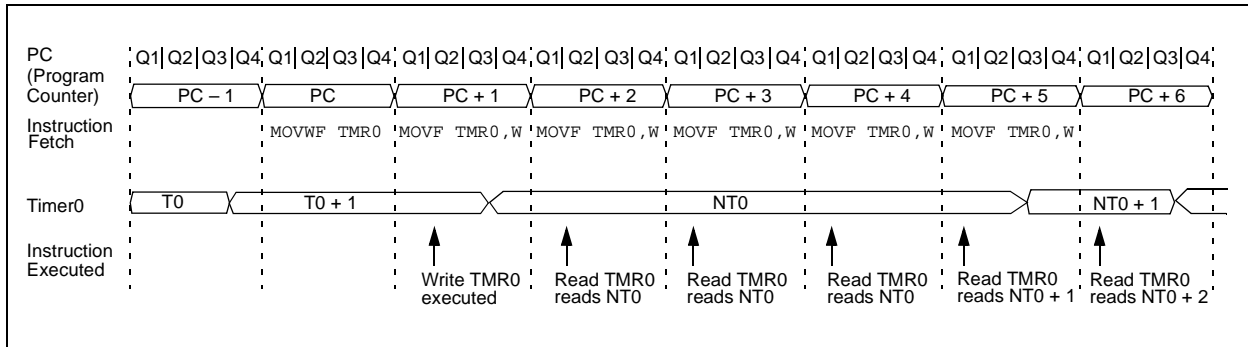 PC (Program Counter)
Q1 Q2 Q3 Q4 Q1 Q2 Q3 Q4 Q1 Q2 Q3 Q4 Q1 Q2 Q3 Q4 Q1 Q2 Q3 Q4 Q1 Q2 Q3 Q4 Q1 Q2 Q3 Q4 Q1 Q2 Q3 Q4
PC – 1 PC PC + 1 PC + 2 PC + 3 PC + 4 PC + 5 PC + 6
Instruction Fetch
MOVWF TMR0 MOVF TMR0,W MOVF TMR0,W MOVF TMR0,W MOVF TMR0,W MOVF TMR0,W
Timer0
T0 T0 + 1 NT0 NT0 + 1
Instruction Executed
Write TMR0 executed
Read TMR0 reads NT0
Read TMR0 reads NT0
Read TMR0 reads NT0
Read TMR0 reads NT0 + 1
Read TMR0 reads NT0 + 2